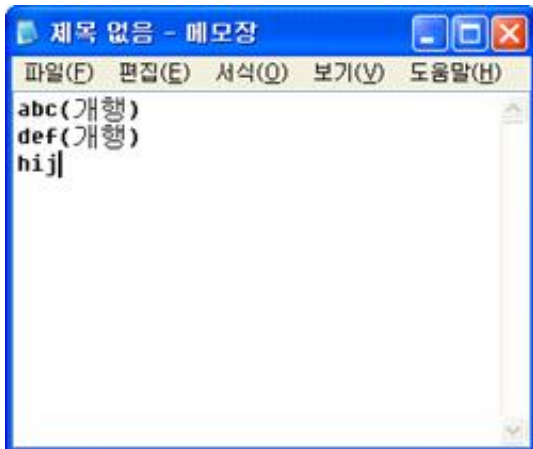 제목 없음 - 메모장
파일(F) 편집(E) 서식(O) 보기(V) 도움말(H)
abc(개행)
def(개행)
hij